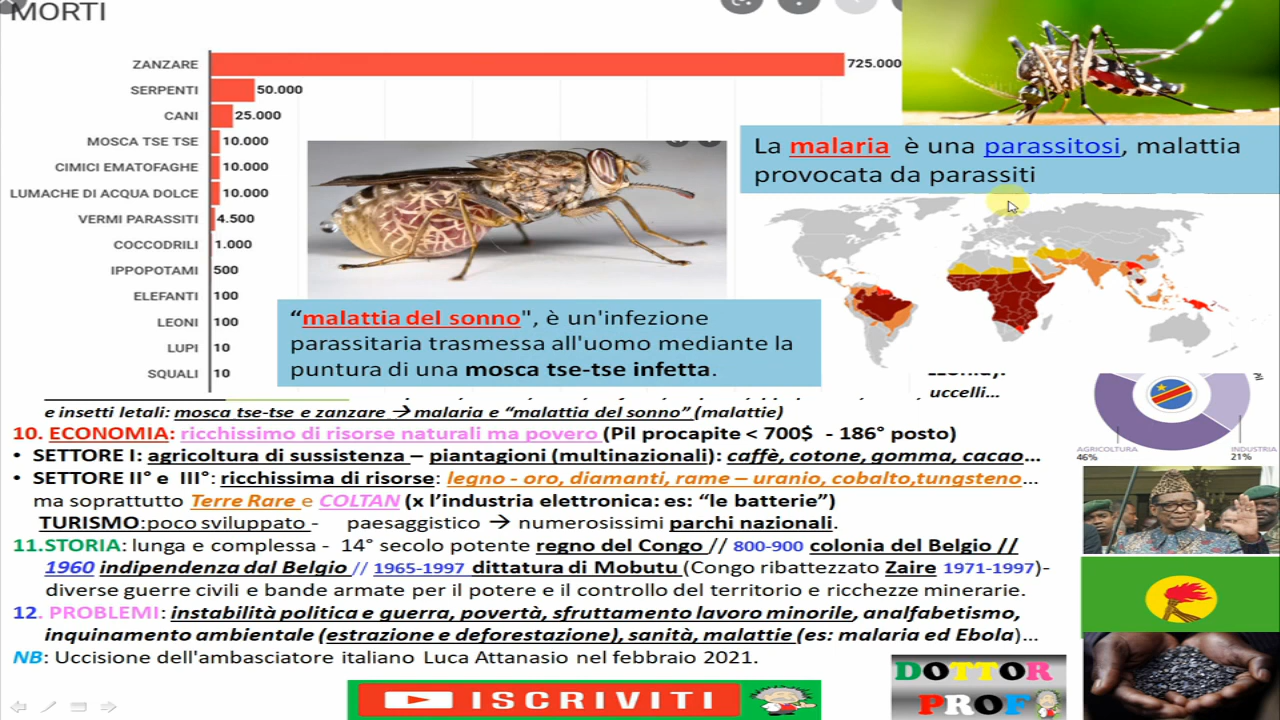 MORTI
ZANZARE 725.000
SERPENTI 50.000
CANI 25.000
MOSCA TSE TSE 10.000
CIMICI EMATOFAGHE 10.000
LUMACHE DI ACQUA DOLCE 10.000
VERMI PARASSITI 4.500
COCCODRILI 1.000
IPPOPOTAMI 500
ELEFANTI 100
LEONI 100
LUPI 10
SQUALI 10
La malaria è una parassitosi, malattia
provocata da parassiti
“malattia del sonno", è un'infezione
parassitaria trasmessa all'uomo mediante la
puntura di una mosca tse-tse infetta.
uccelli...
e insetti letali: mosca tse-tse e zanzare → malaria e “malattia del sonno” (malattie)
10. ECONOMIA: ricchissimo di risorse naturali ma povero (Pil procapite < 700$ - 186° posto)
• SETTORE I: agricoltura di sussistenza – piantagioni (multinazionali): caffè, cotone, gomma, cacao...
• SETTORE II° e III°: ricchissima di risorse: legno - oro, diamanti, rame – uranio, cobalto,tungsteno...
ma soprattutto Terre Rare e COLTAN (x l’industria elettronica: es: “le batterie”)
TURISMO:poco sviluppato - paesaggistico → numerosissimi parchi nazionali.
11.STORIA: lunga e complessa - 14° secolo potente regno del Congo // 800-900 colonia del Belgio //
1960 indipendenza dal Belgio // 1965-1997 dittatura di Mobutu (Congo ribattezzato Zaire 1971-1997)-
diverse guerre civili e bande armate per il potere e il controllo del territorio e ricchezze minerarie.
12. PROBLEMI: instabilità politica e guerra, povertà, sfruttamento lavoro minorile, analfabetismo,
inquinamento ambientale (estrazione e deforestazione), sanità, malattie (es: malaria ed Ebola)...
NB: Uccisione dell'ambasciatore italiano Luca Attanasio nel febbraio 2021.
AGRICOLTURA
46%
INDUSTRIA
21%
ISCRIVITI
DOTTOR
PROF